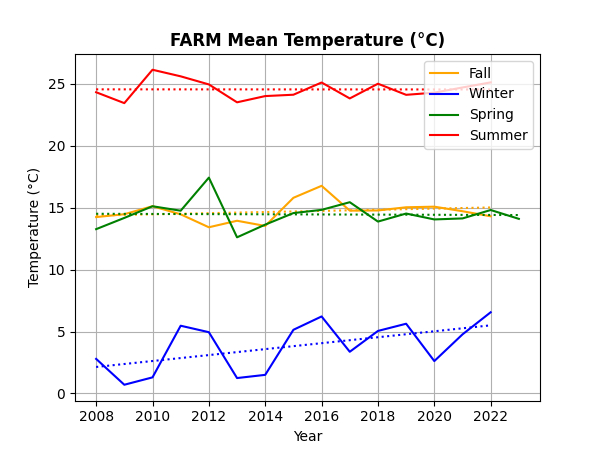 FARM Mean Temperature (°C)
Fall
Winter
Spring
Summer
Temperature (°C)
25
20
15
10
5
0
2008 2010 2012 2014 2016 2018 2020 2022
Year